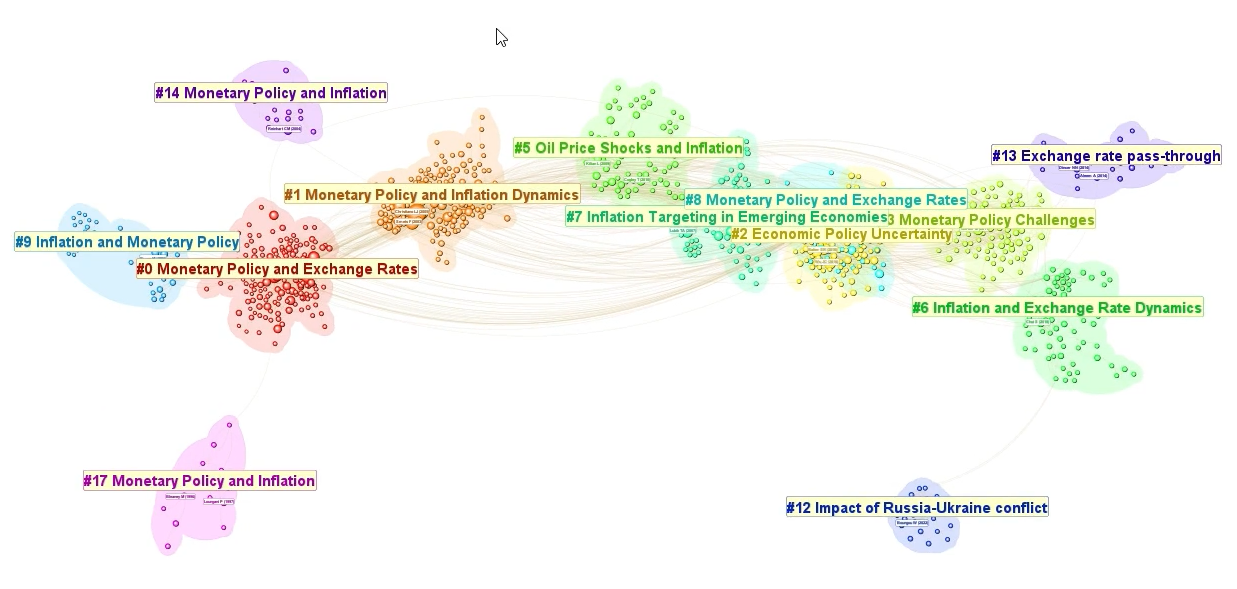 #14 Monetary Policy and Inflation
Reinhart CM (2004)
#5 Oil Price Shocks and Inflation
#13 Exchange rate pass-through
#1 Monetary Policy and Inflation Dynamics
#8 Monetary Policy and Exchange Rates
#7 Inflation Targeting in Emerging Economies
3 Monetary Policy Challenges
#2 Economic Policy Uncertainty
#9 Inflation and Monetary Policy
#0 Monetary Policy and Exchange Rates
#6 Inflation and Exchange Rate Dynamics
#17 Monetary Policy and Inflation
#12 Impact of Russia-Ukraine conflict